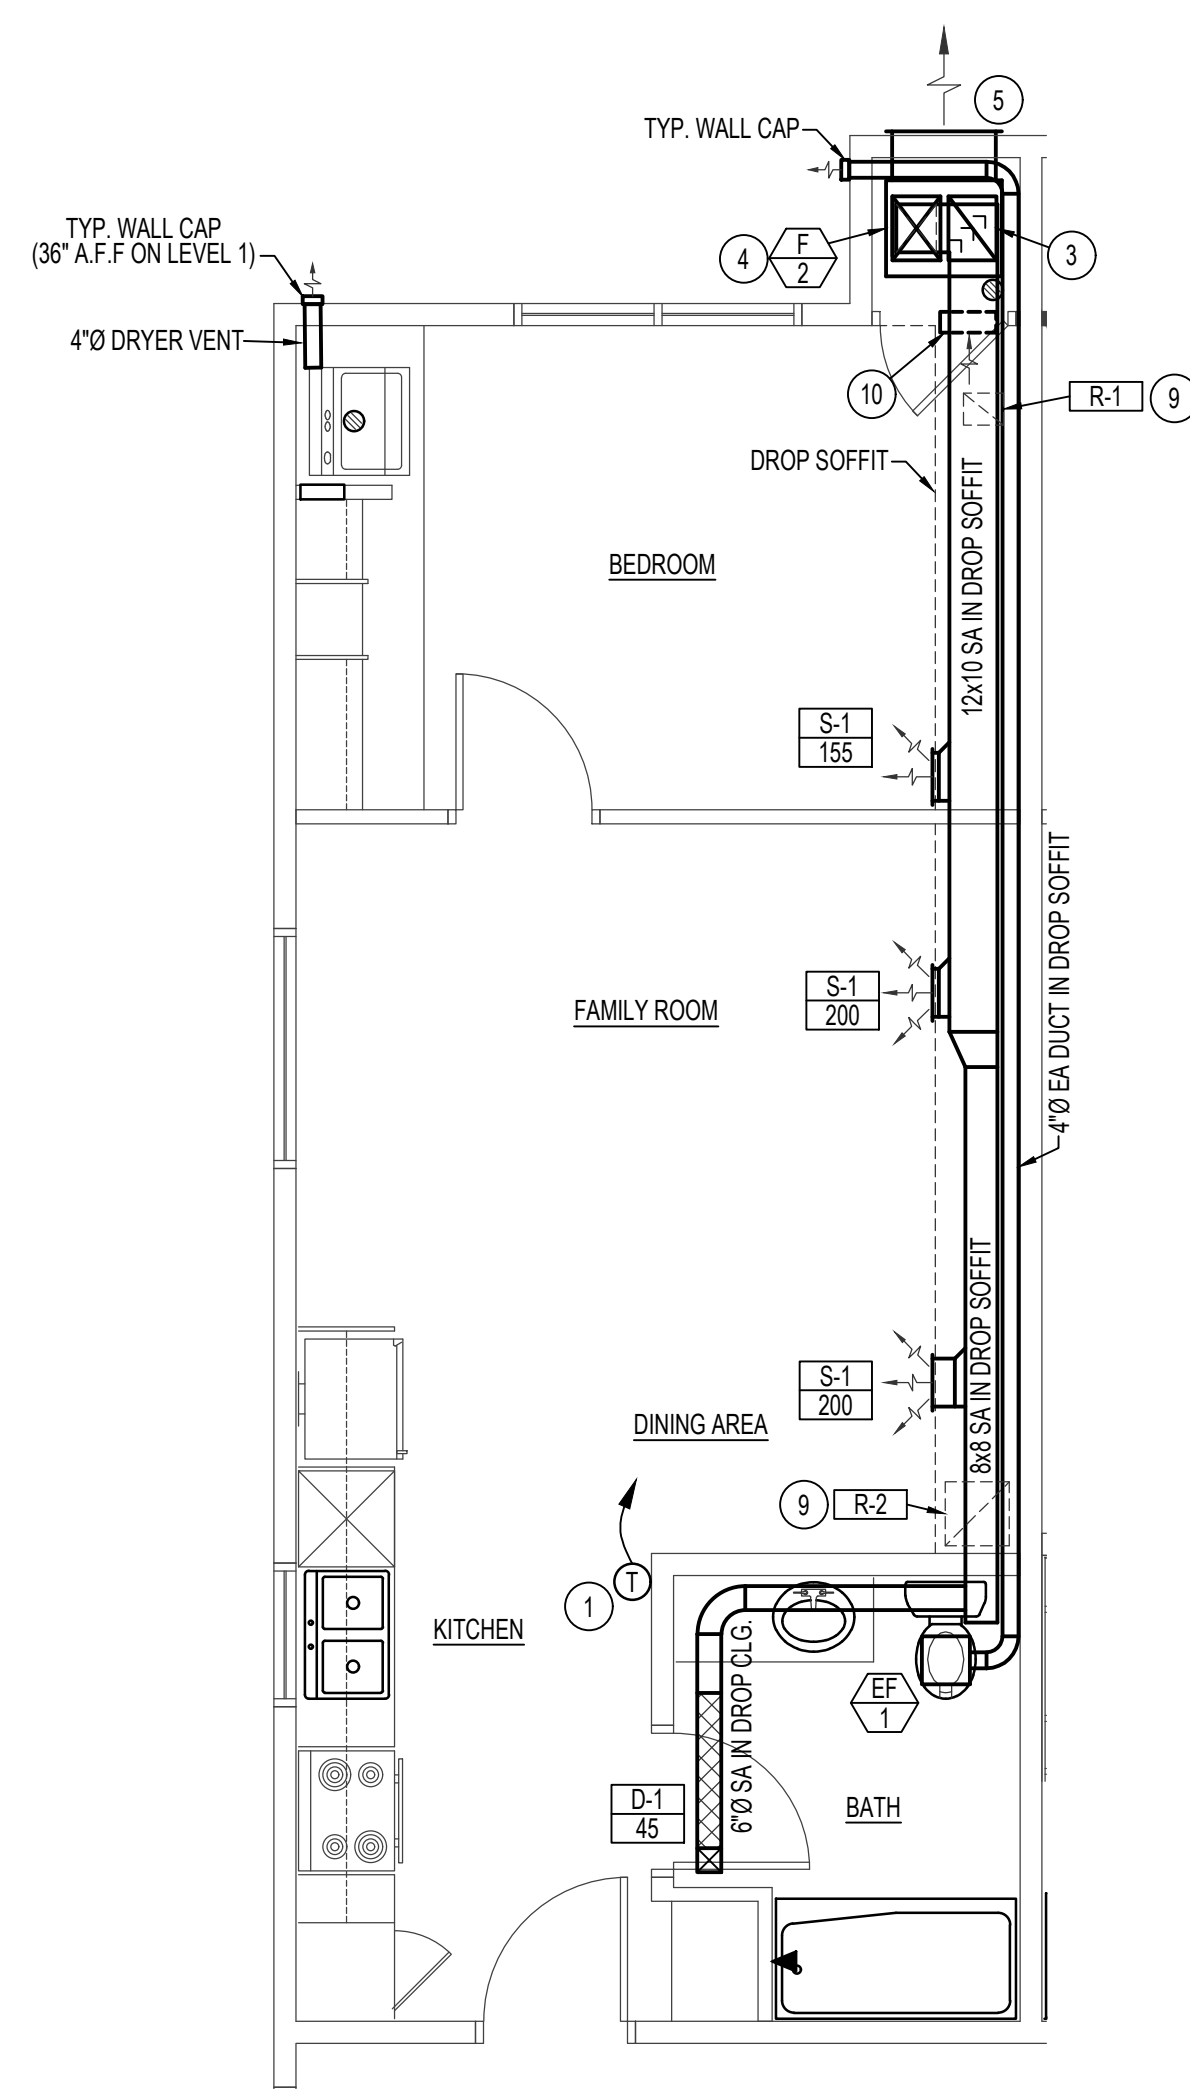 5
TYP. WALL CAP
TYP. WALL CAP
(36" A.F.F ON LEVEL 1)
4
F
2
3
4"Ø DRYER VENT
10
R-1
9
DROP SOFFIT
12x10 SA IN DROP SOFFIT
BEDROOM
S-1
155
4"Ø EA DUCT IN DROP SOFFIT
S-1
200
FAMILY ROOM
8x8 SA IN DROP SOFFIT
S-1
200
DINING AREA
9
R-2
T
1
KITCHEN
6"Ø SA IN DROP CLG.
EF
1
D-1
45
BATH